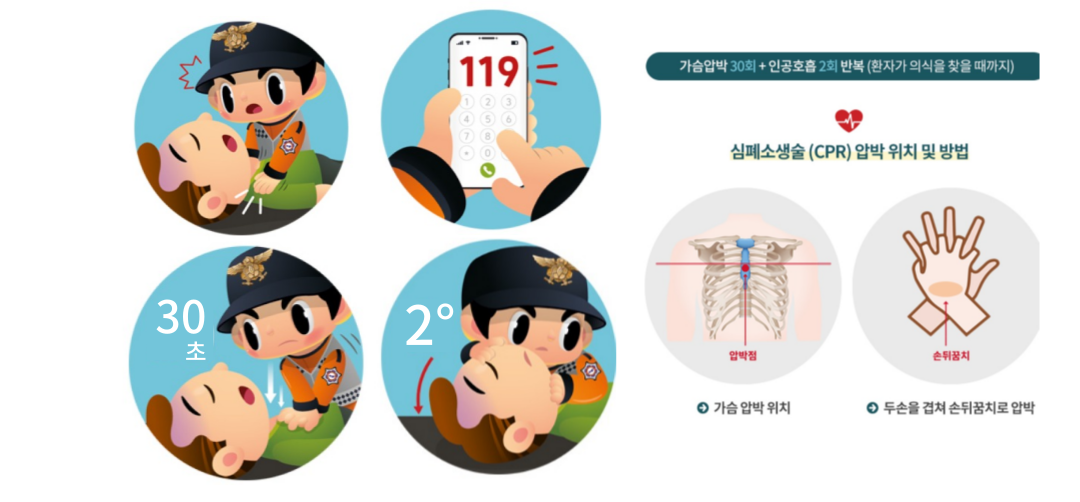 119
1 2 3
4 5 6
7 8
* 0
30
초
2°
가슴압박 30회 + 인공호흡 2회 반복 (환자가 의식을 찾을 때까지)
심폐소생술 (CPR) 압박 위치 및 방법
압박점
손뒤꿈치
가슴 압박 위치
두손을 겹쳐 손뒤꿈치로 압박